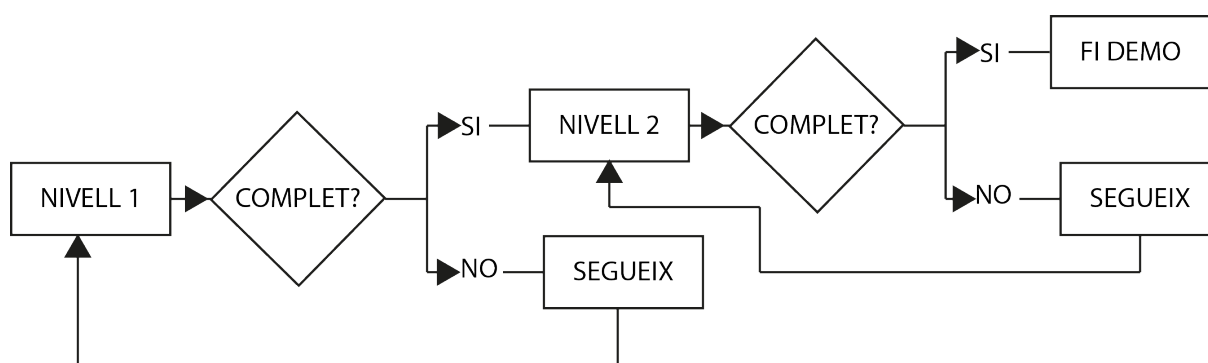 NIVELL 1
COMPLET?
SI
NO
NIVELL 2
SEGUEIX
COMPLET?
SI
NO
FI DEMO
SEGUEIX